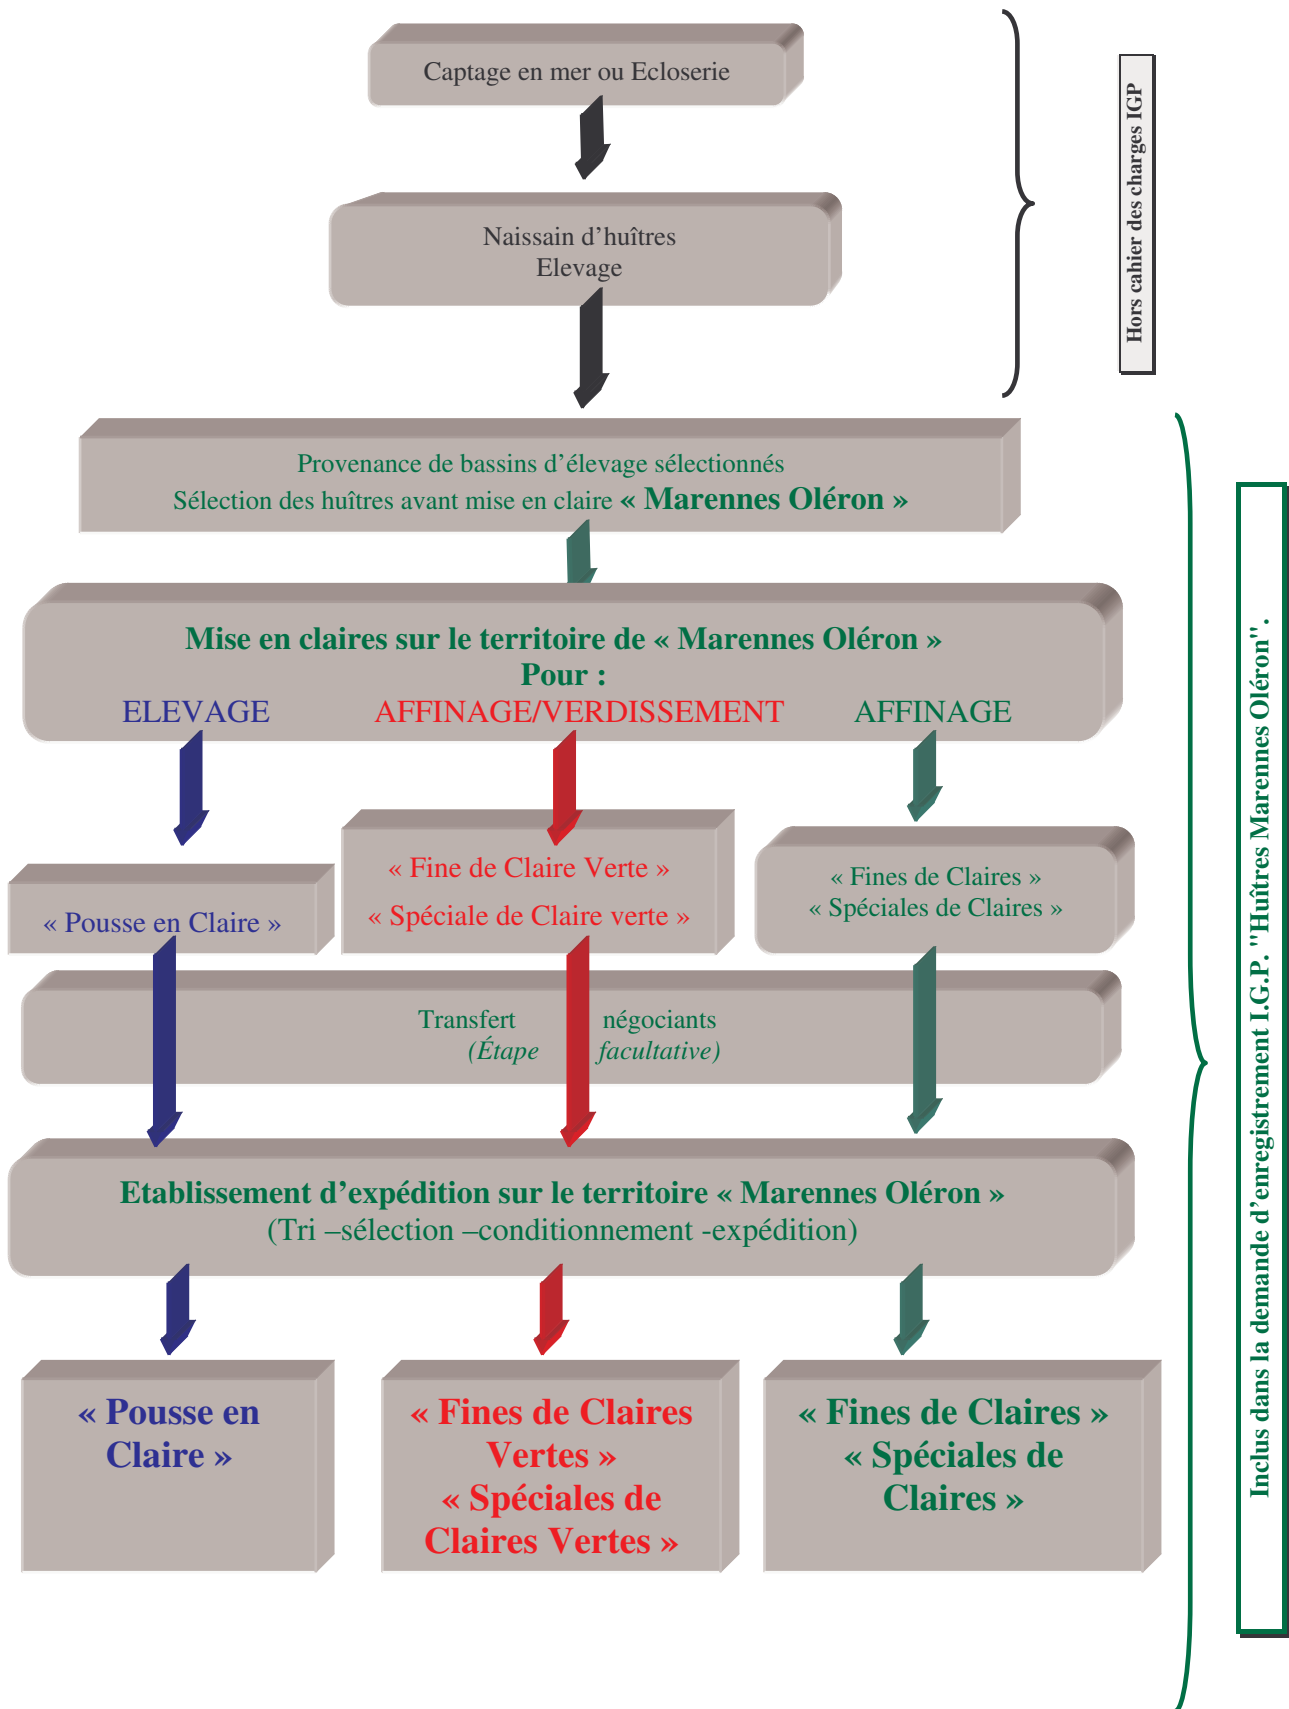 Captage en mer ou Ecloserie
Naissain d'huîtres
Elevage
Hors cahier des charges IGP
Provenance de bassins d'élevage sélectionnés
Sélection des huîtres avant mise en claire « Marennes Oléron »
Mise en claires sur le territoire de « Marennes Oléron »
Pour :
ELEVAGE
AFFINAGE/VERDISSEMENT
AFFINAGE
« Pousse en Claire »
« Fine de Claire Verte »
« Spéciale de Claire verte »
« Fines de Claires »
« Spéciales de Claires »
Transfert négociants
(Étape facultative)
Etablissement d'expédition sur le territoire « Marennes Oléron »
(Tri –sélection –conditionnement -expédition)
« Pousse en
Claire »
« Fines de Claires
Vertes »
« Spéciales de
Claires Vertes »
« Fines de Claires »
« Spéciales de
Claires »
Inclus dans la demande d'enregistrement I.G.P. "Huîtres Marennes Oléron".